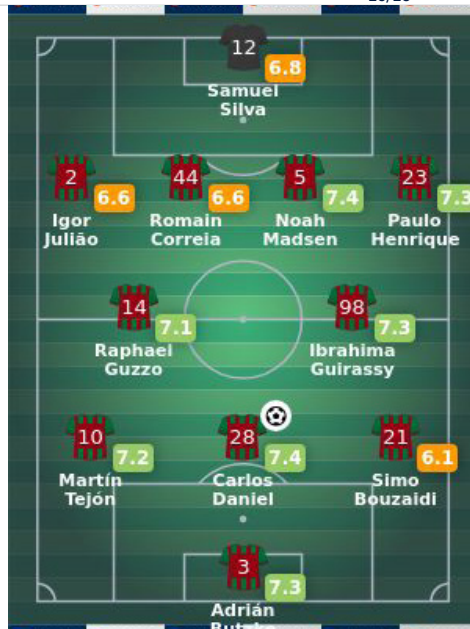 12
6.8
Samuel
Silva
2
6.6
44
6.6
5
7.4
23
7.3
Igor
Julião
Romain
Correia
Noah
Madsen
Paulo
Henrique
14
7.1
98
7.3
Raphael
Guzzo
Ibrahima
Guirassy
10
7.2
28
7.4
21
6.1
Martín
Tejón
Carlos
Daniel
Simo
Bouzaidi
3
7.3
Adrián